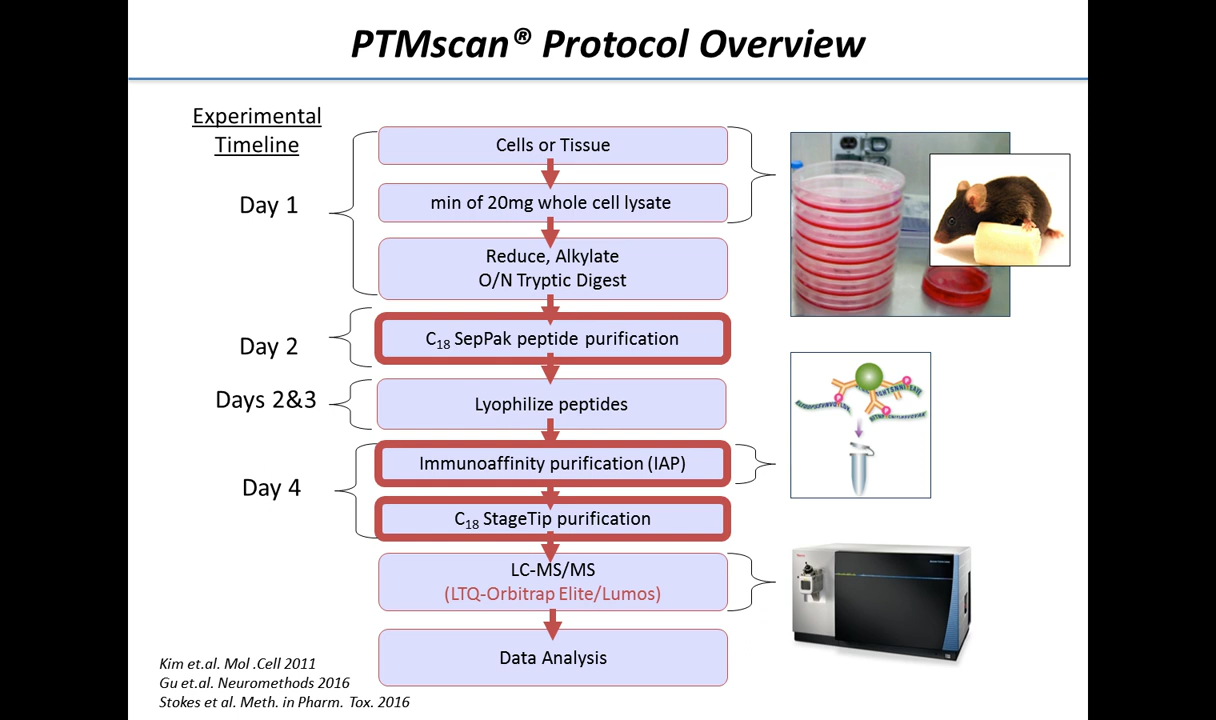 PTMscan® Protocol Overview
Experimental
Timeline
Day 1
Cells or Tissue
min of 20mg whole cell lysate
Reduce, Alkylate
O/N Tryptic Digest
Day 2
C18 SepPak peptide purification
Days 2&3
Lyophilize peptides
Day 4
Immunoaffinity purification (IAP)
C18 StageTip purification
LC-MS/MS
(LTQ-Orbitrap Elite/Lumos)
Data Analysis
Kim et.al. Mol .Cell 2011
Gu et.al. Neuromethods 2016
Stokes et al. Meth. in Pharm. Tox. 2016